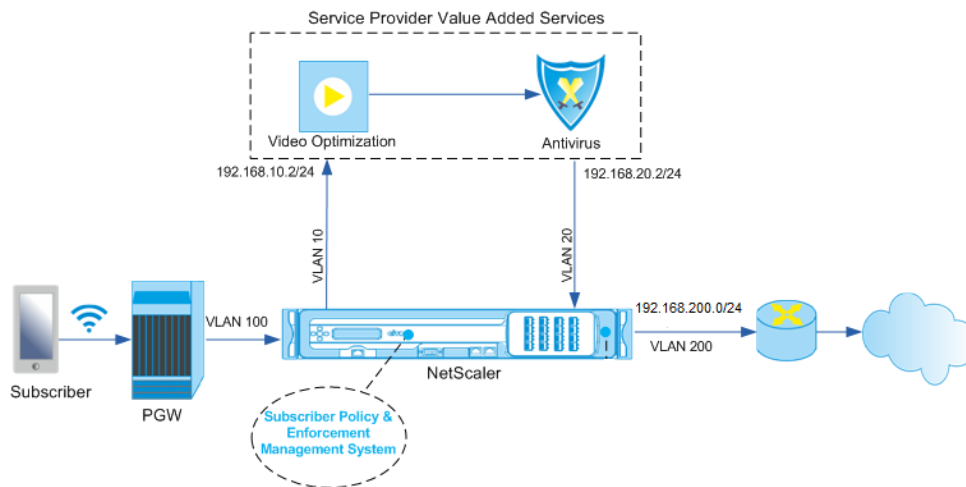 Service Provider Value Added Services
Video Optimization
Antivirus
192.168.10.2/24
192.168.20.2/24
VLAN 10
VLAN 20
VLAN 100
192.168.200.0/24
VLAN 200
Subscriber
PGW
NetScaler
Subscriber Policy &
Enforcement
Management System